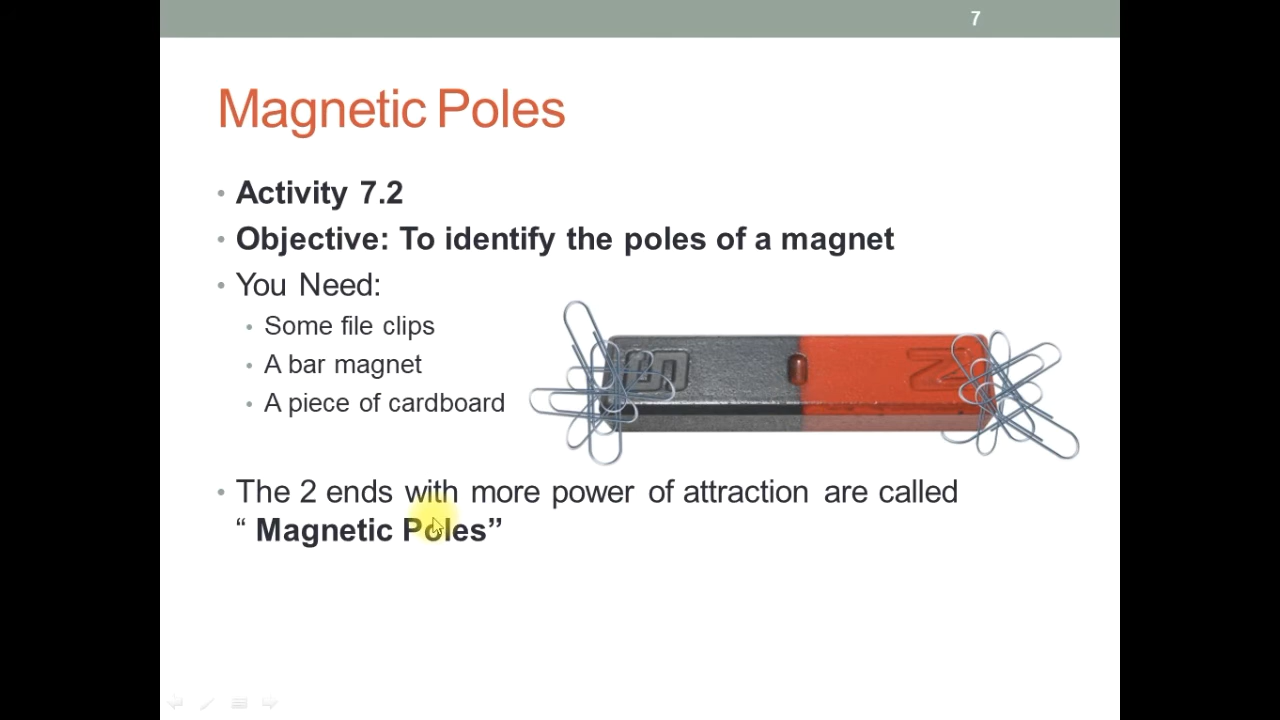 7
Magnetic Poles
• Activity 7.2
• Objective: To identify the poles of a magnet
• You Need:
• Some file clips
• A bar magnet
• A piece of cardboard
S N
• The 2 ends with more power of attraction are called
“ Magnetic Poles”